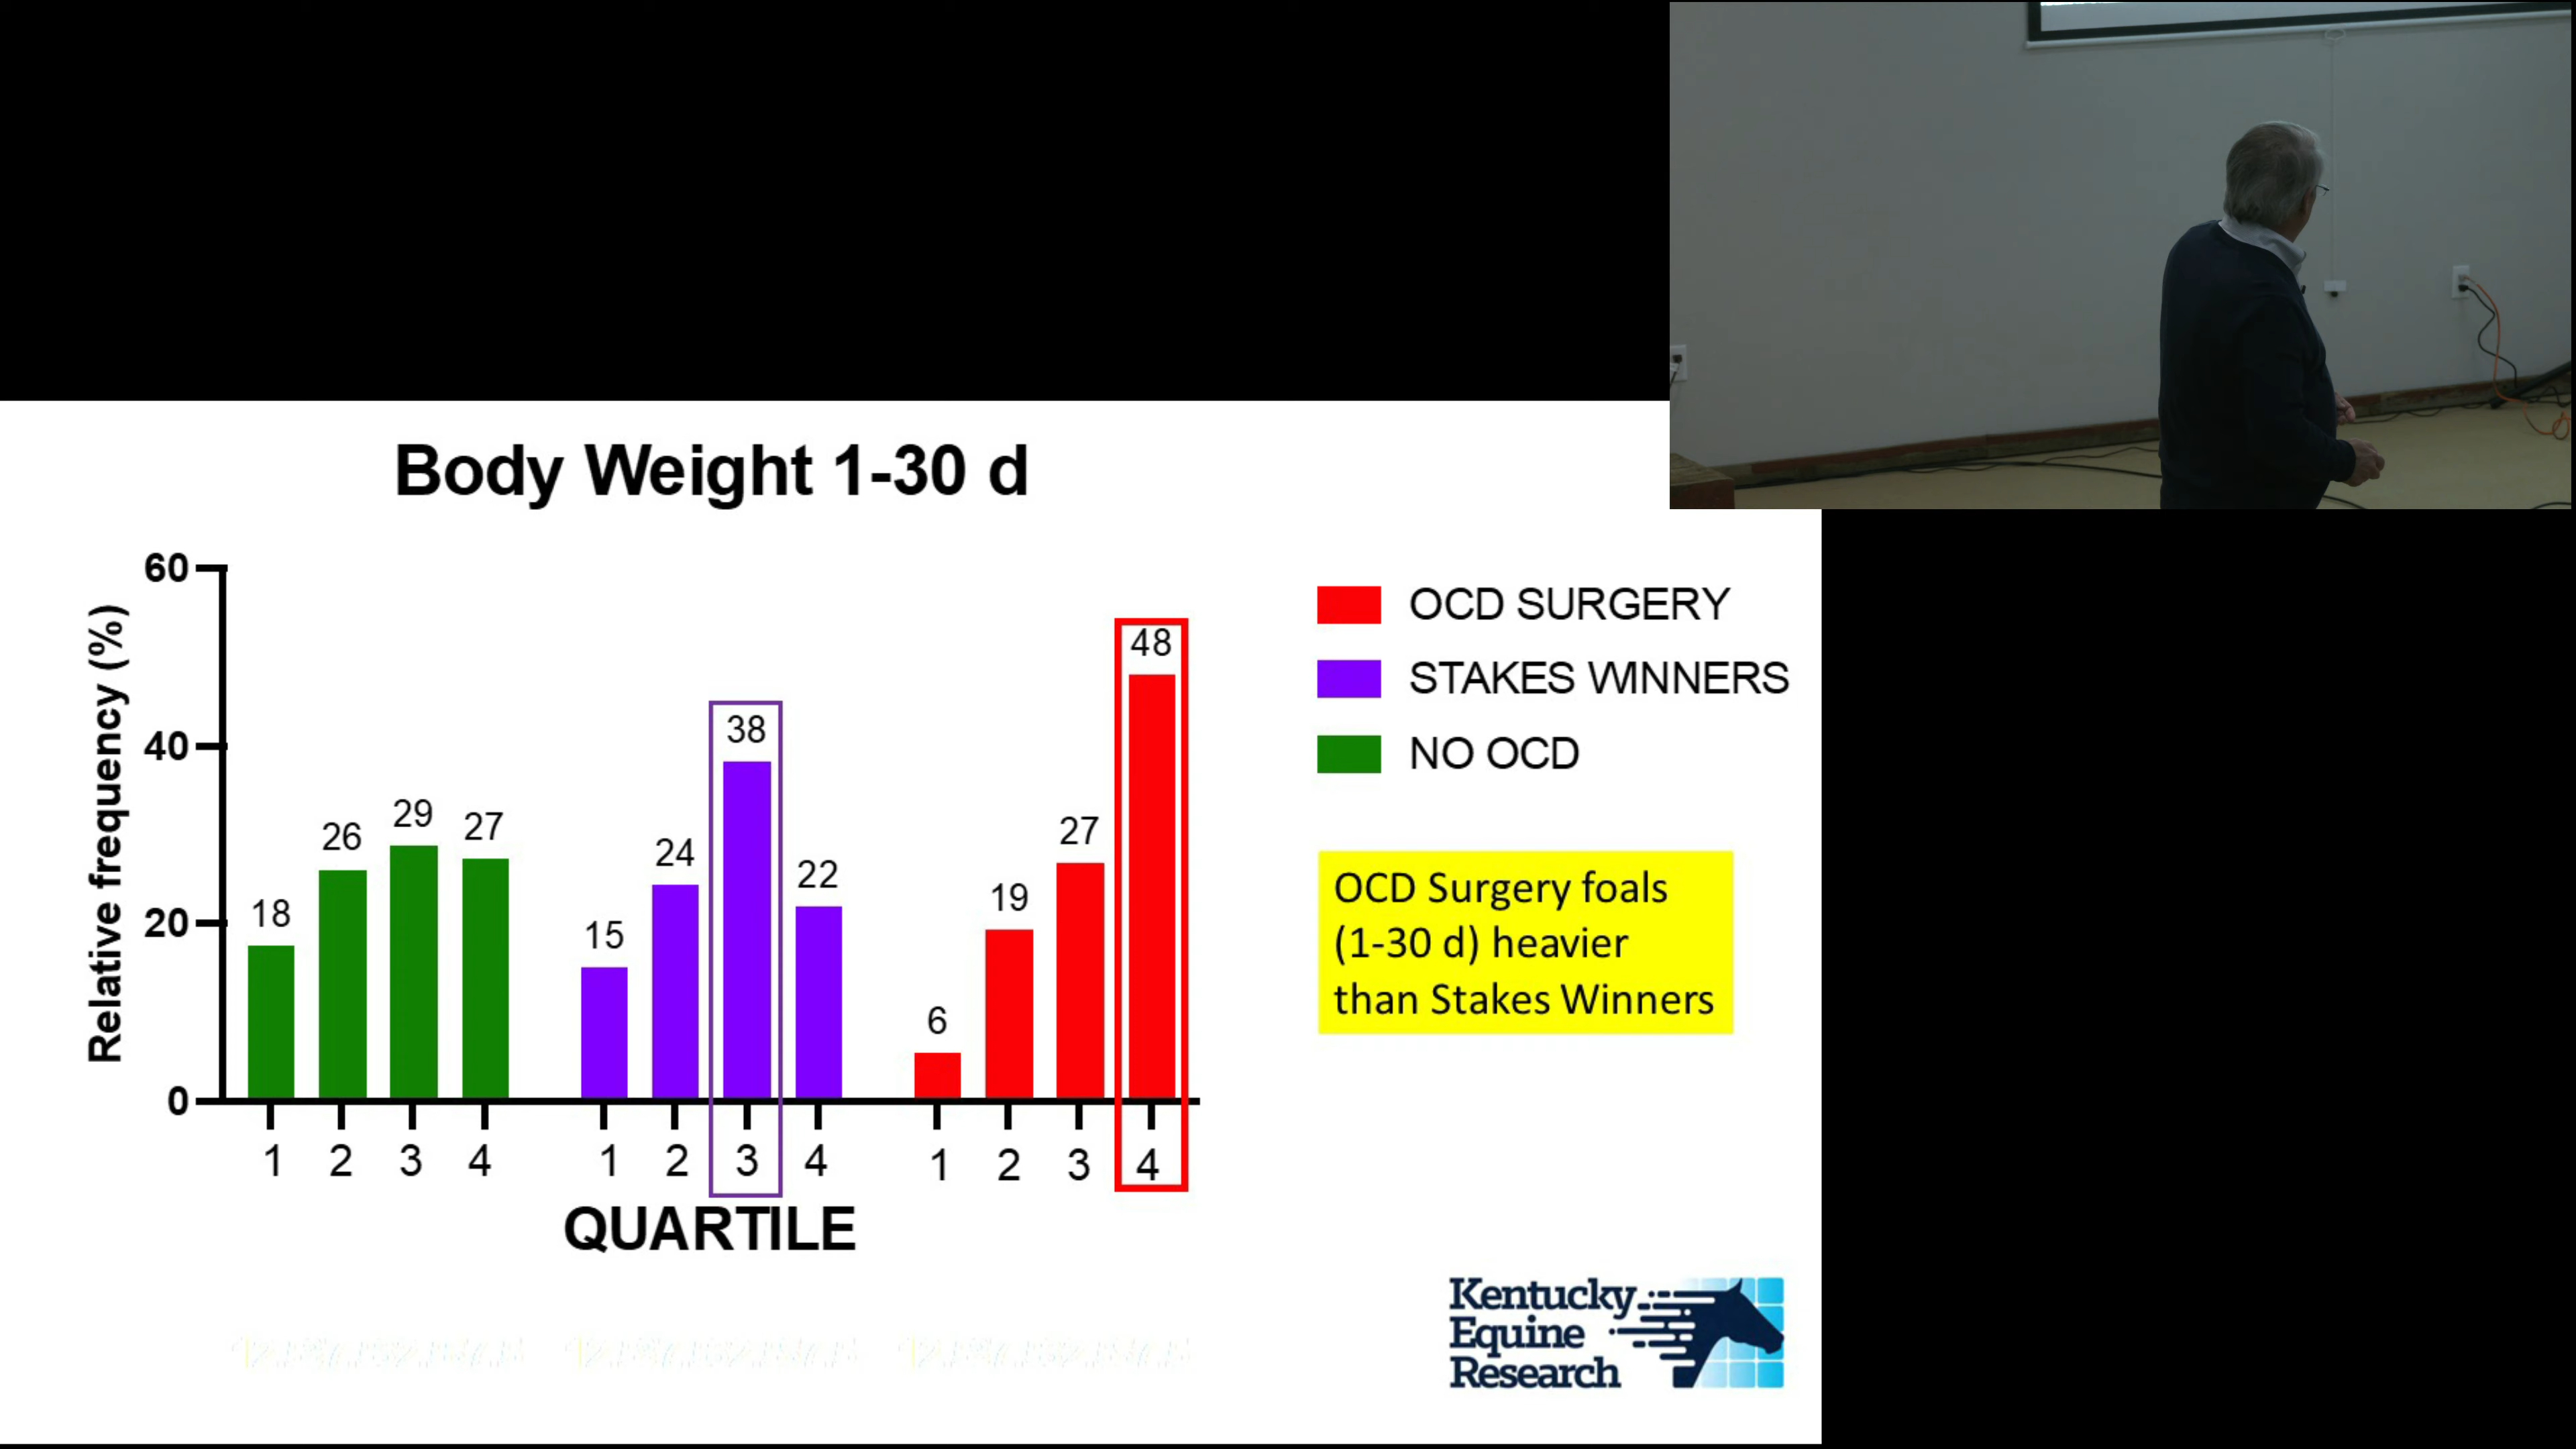 Body Weight 1-30 d
Relative frequency (%)
60
40
20
0
18
26
29
27
15
24
38
22
6
19
27
48
1 2 3 4 1 2 3 4 1 2 3 4
QUARTILE
OCD SURGERY
STAKES WINNERS
NO OCD
OCD Surgery foals
(1-30 d) heavier
than Stakes Winners
Kentucky
Equine
Research